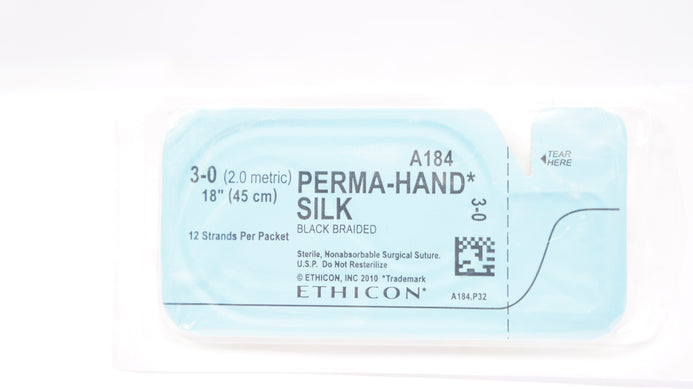 A184
3-0 (2.0 metric)
18" (45 cm)
12 Strands Per Packet
PERMA-HAND*
SILK
BLACK BRAIDED
3-0
Sterile, Nonabsorbable Surgical Suture.
U.S.P. Do Not Resterilize
© ETHICON, INC 2010 *Trademark
ETHICON*
A184.P32
TEAR
HERE